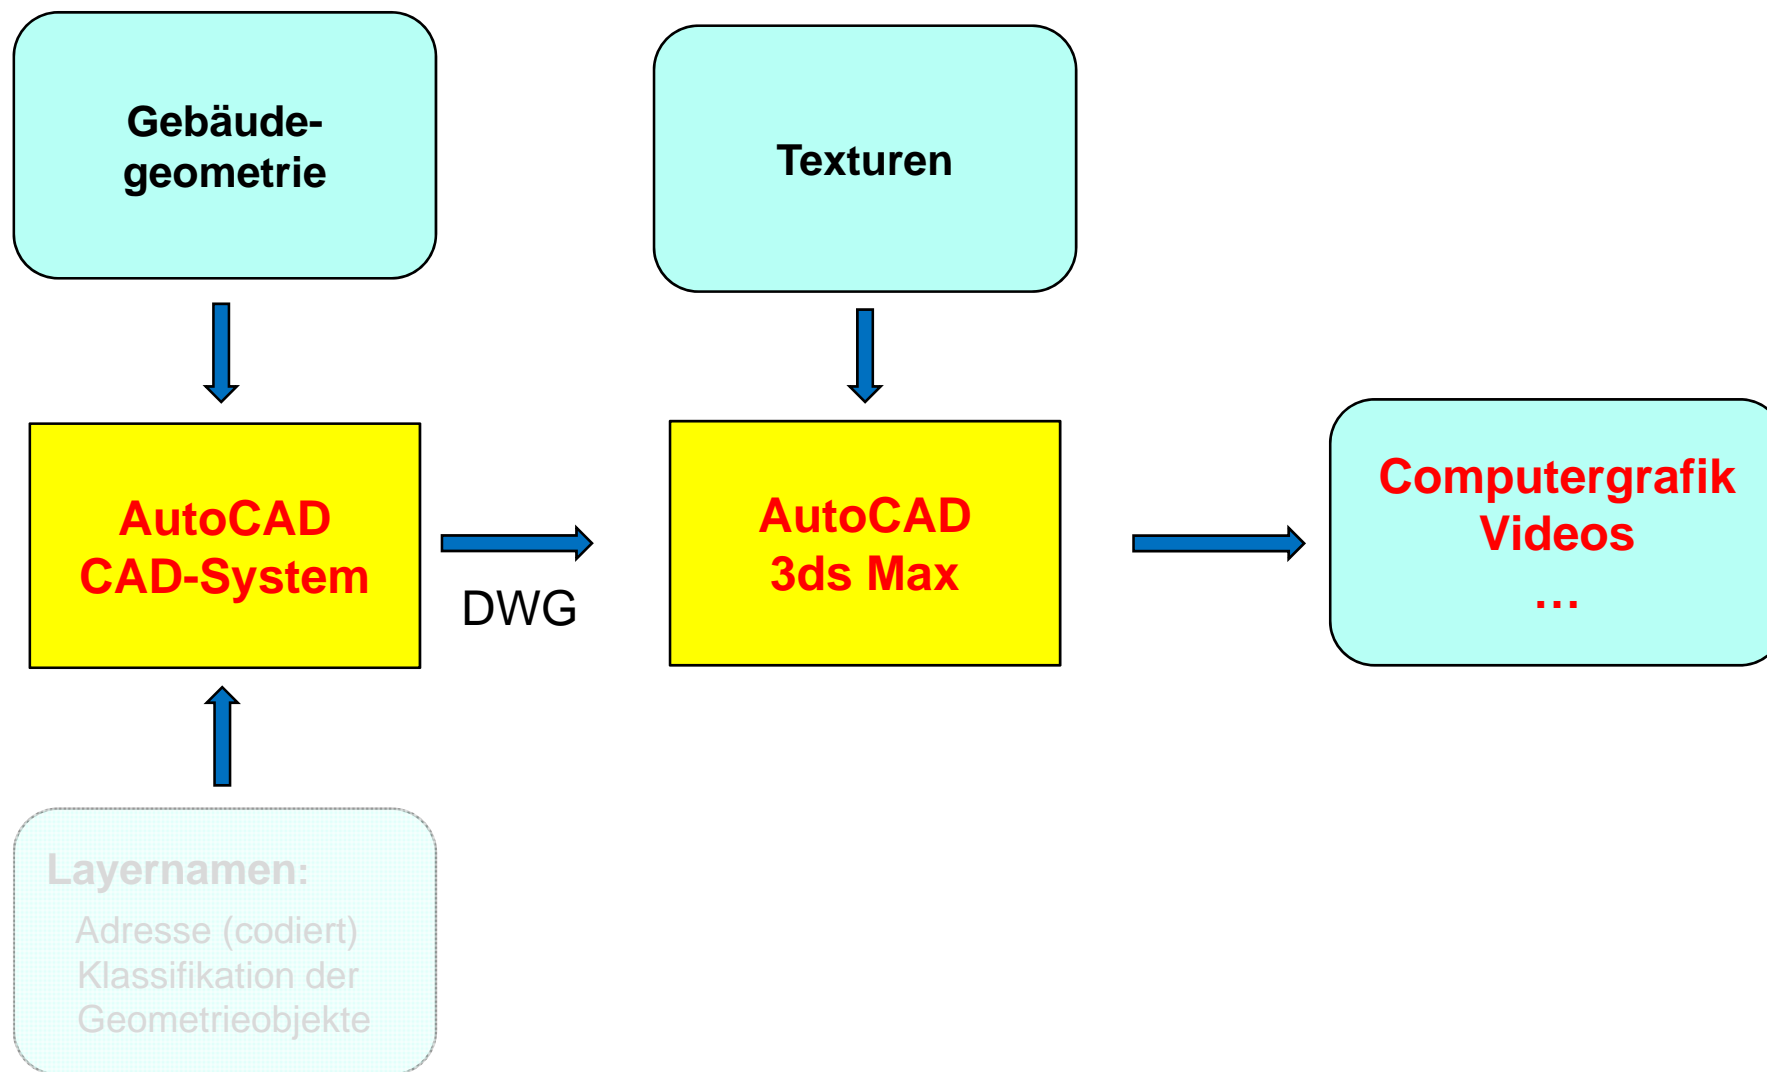 Gebäude-
geometrie
Texturen
AutoCAD
CAD-System
DWG
AutoCAD
3ds Max
Computergrafik
Videos
...
Layernamen:
Adresse (codiert)
Klassifikation der
Geometrieobjekte